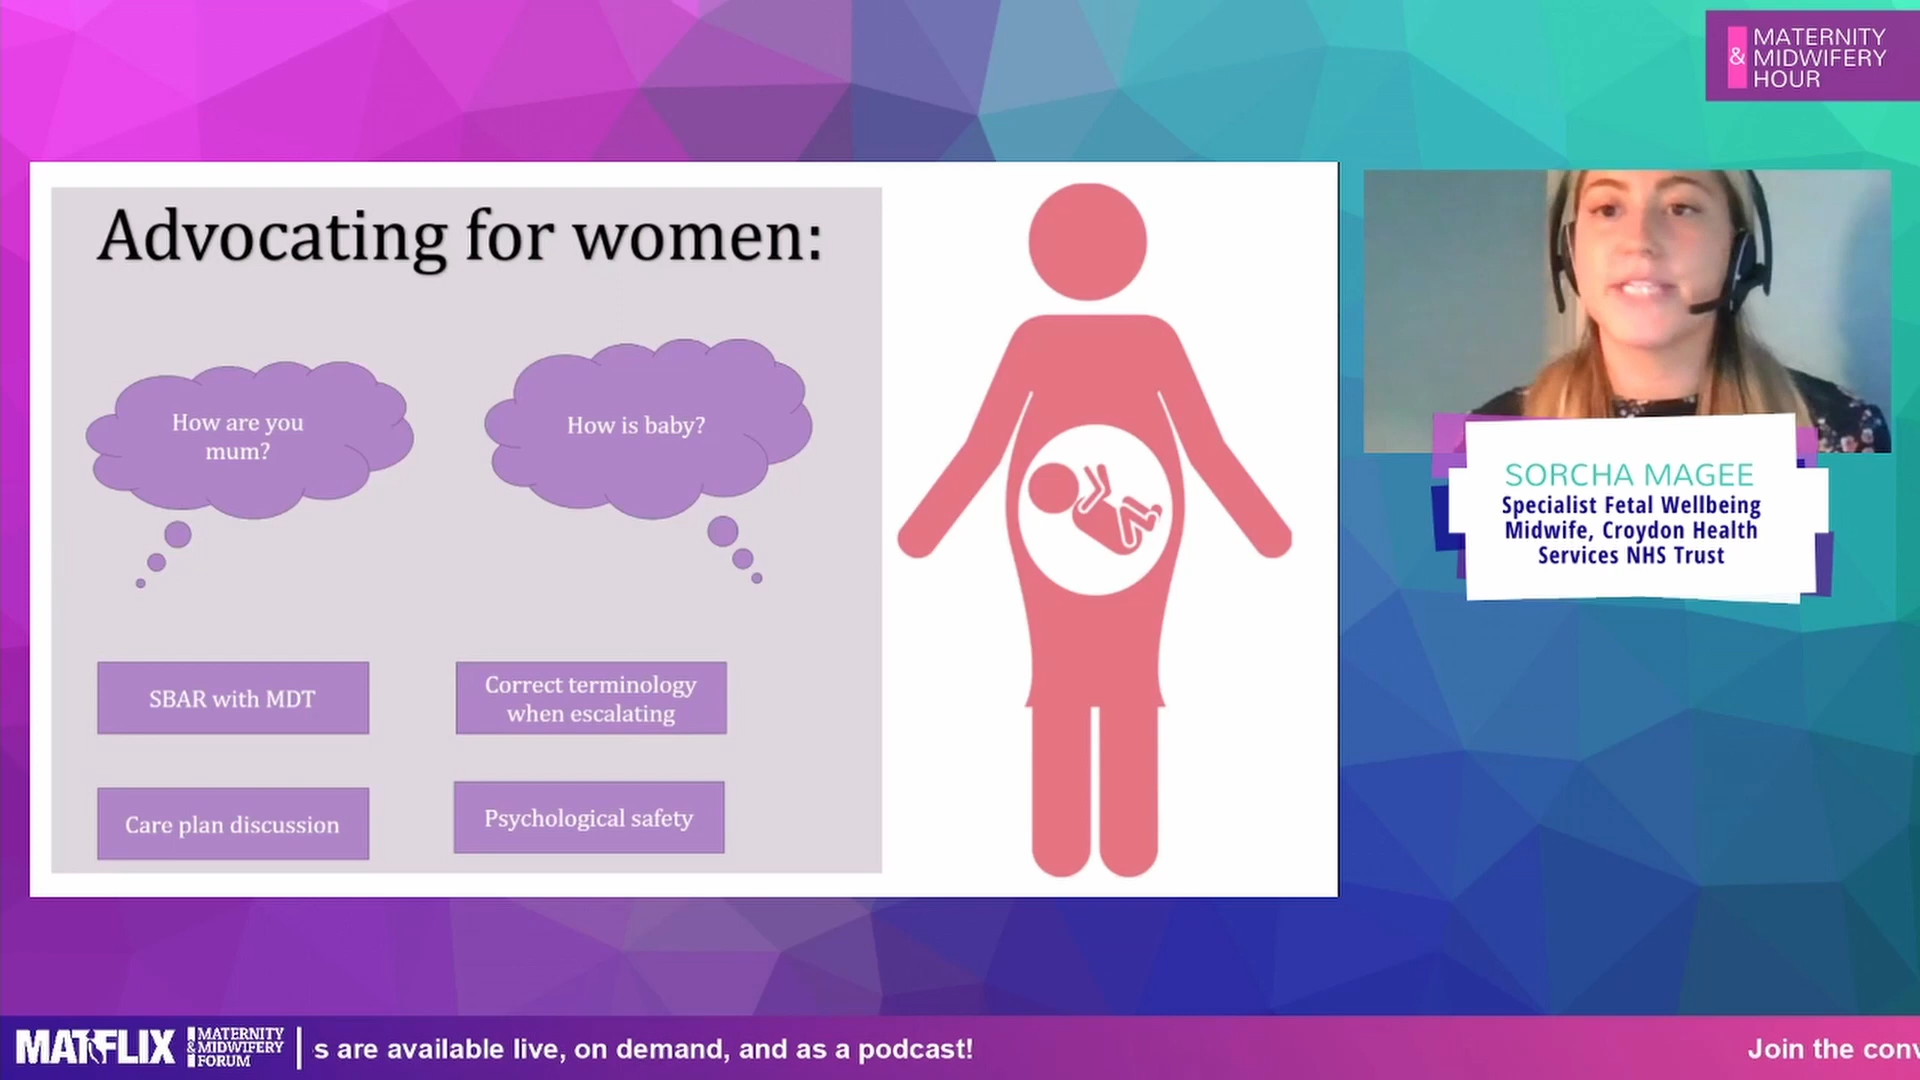 MATERNITY
& MIDWIFERY
HOUR
Advocating for women:
How are you
mum?
How is baby?
SBAR with MDT
Correct terminology
when escalating
Care plan discussion
Psychological safety
SORCHA MAGEE
Specialist Fetal Wellbeing
Midwife, Croydon Health
Services NHS Trust
MATFLIX
MATERNITY
& MIDWIFERY
FORUM
s are available live, on demand, and as a podcast!
Join the conv